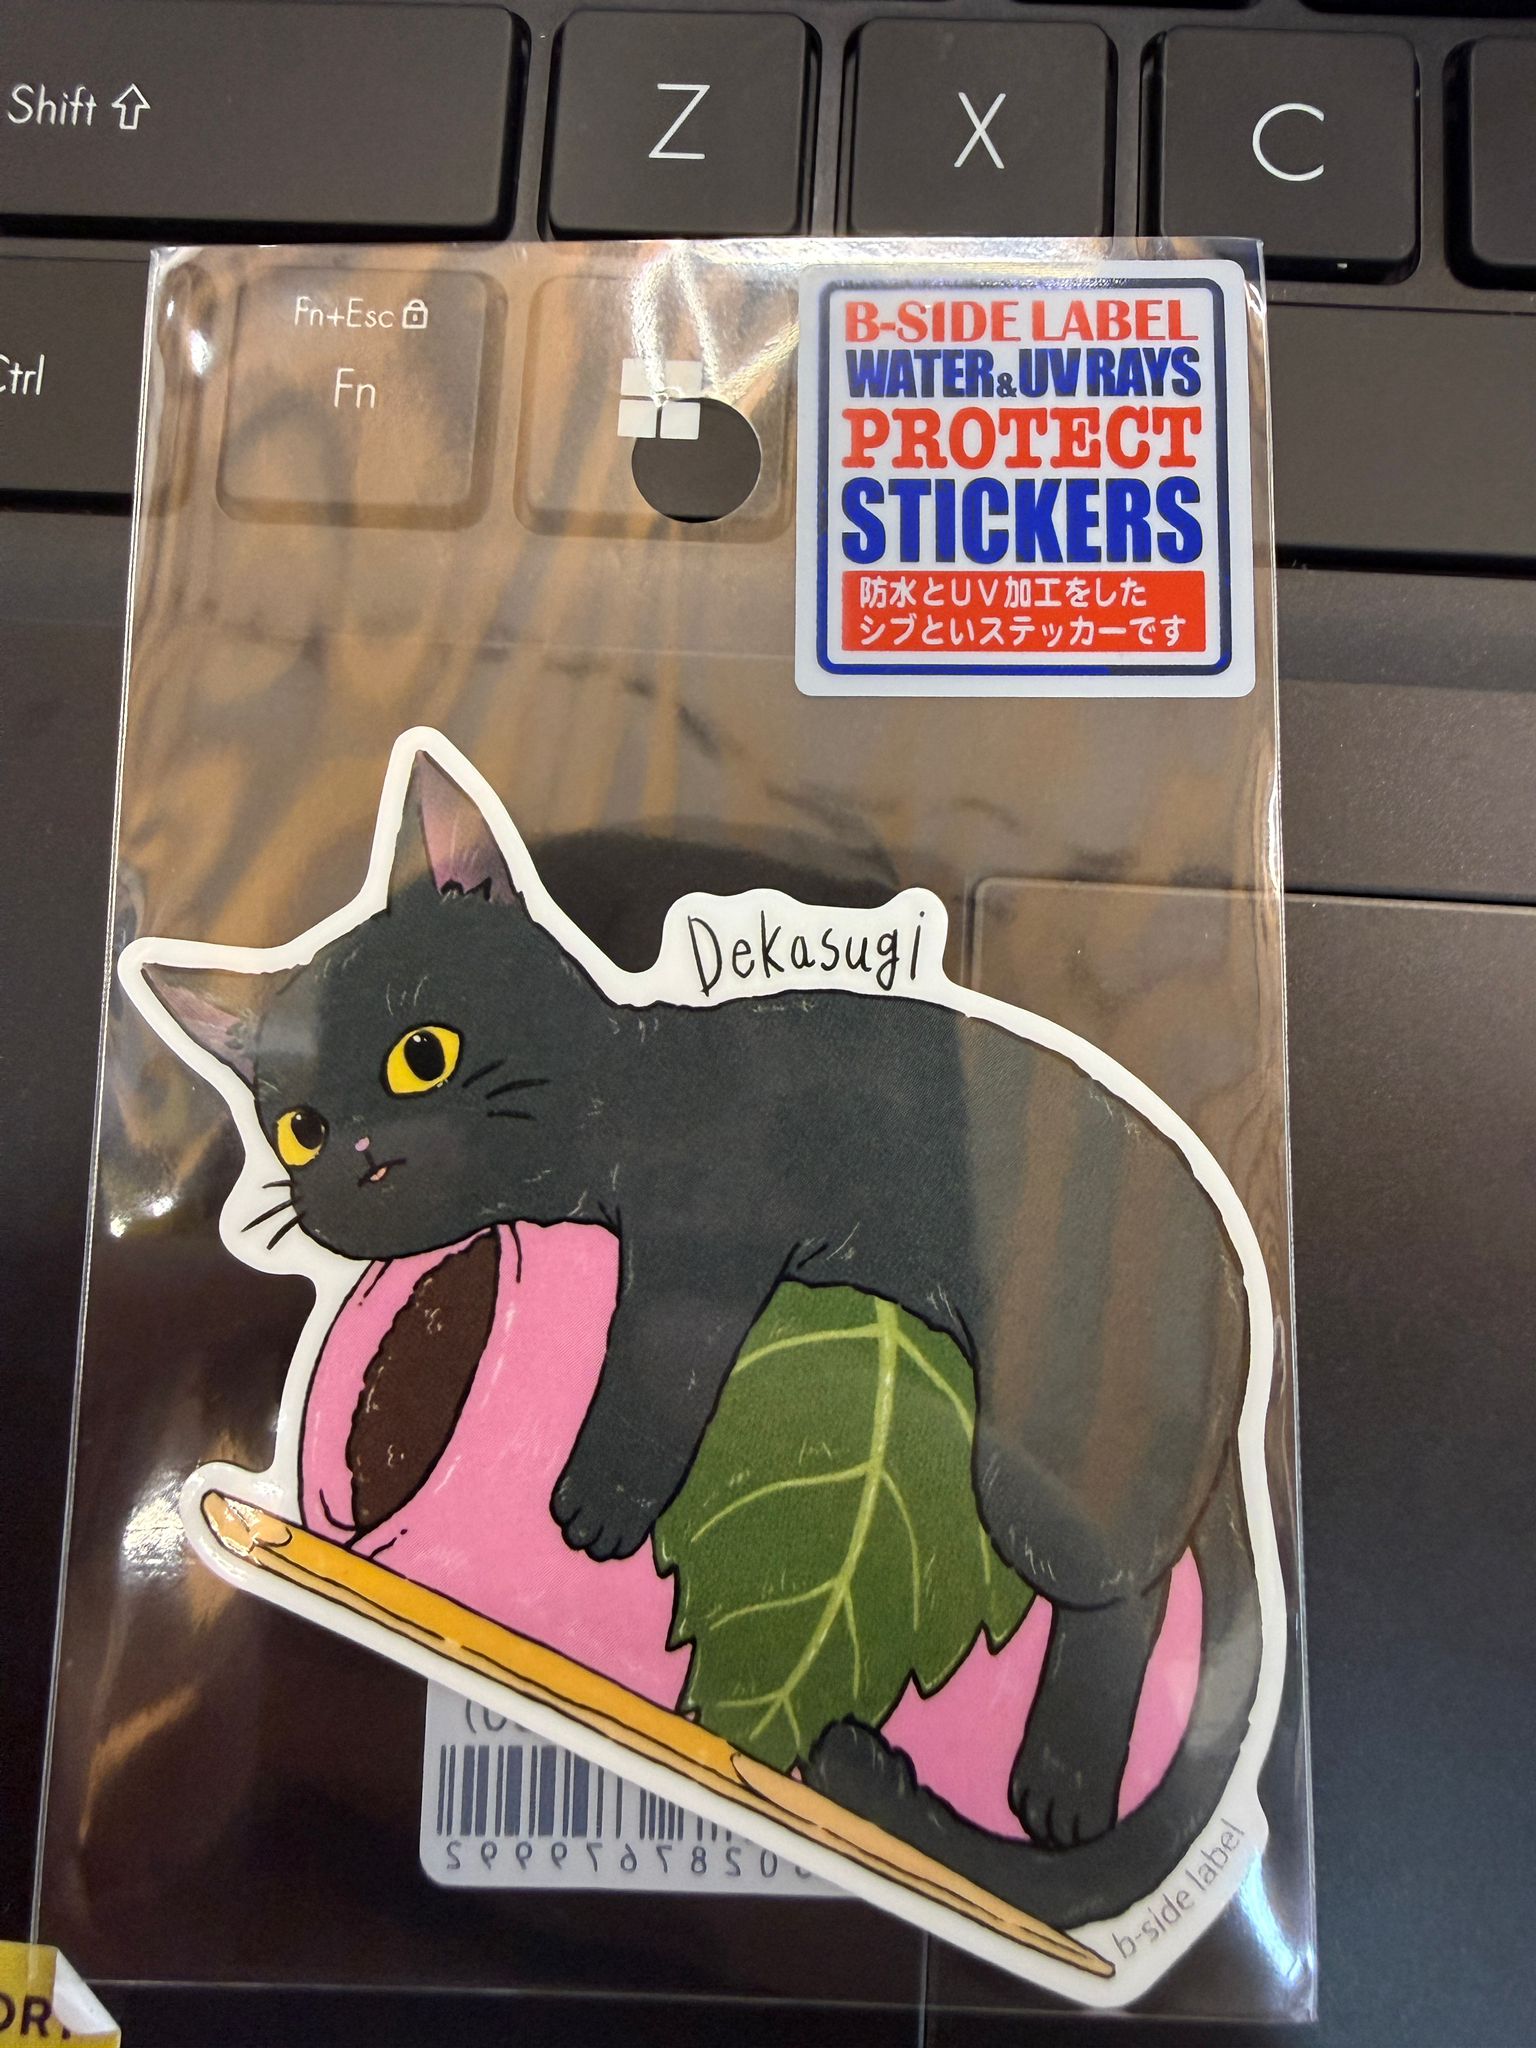 Shift
Z
X
C
Ctrl
Fn+Esc
Fn
B-SIDE LABEL
WATER&UV RAYS
PROTECT
STICKERS
防水とUV加工をした
シブといステッカーです
Dekasugi
b-side label